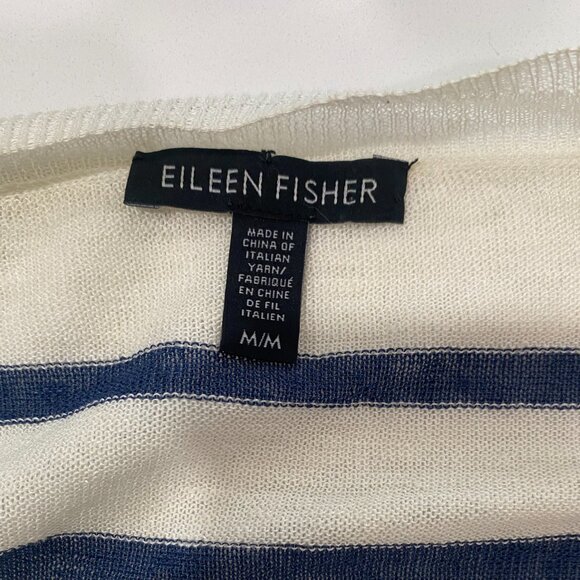 EILEEN FISHER
MADE IN
CHINA OF
ITALIAN
YARN/
FABRIQUÉ
EN CHINE
DE FIL
ITALIEN
M/M